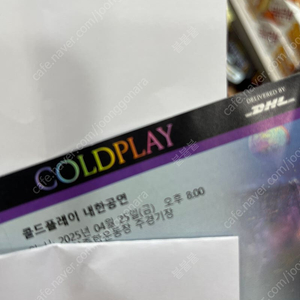 DELIVERED BY
DHL
COLDPLAY
콜드플레이 내한공연
2025년 04월 25일(금) 오후 8:00
주경기장